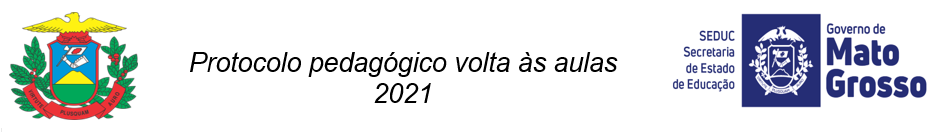 Protocolo pedagógico volta às aulas
2021
SEDUC
Secretaria
de Estado
de Educação
Governo de
Mato
Grosso